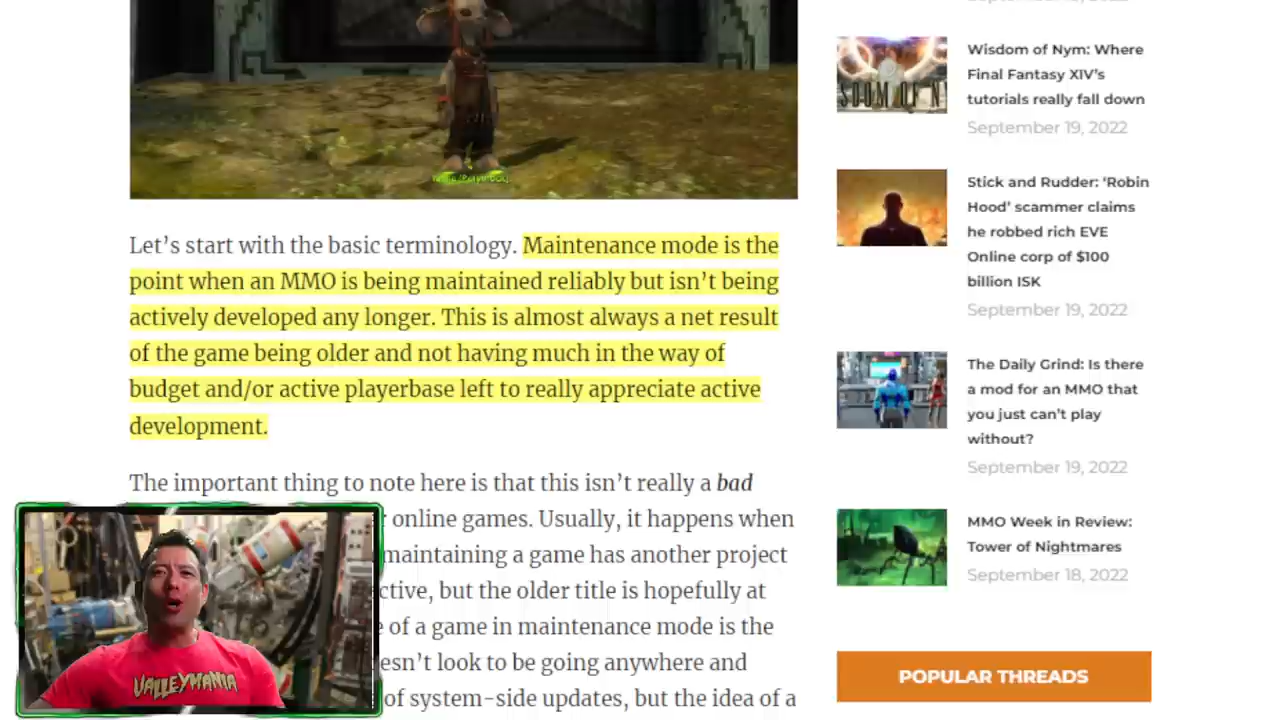 Let's start with the basic terminology. Maintenance mode is the
point when an MMO is being maintained reliably but isn't being
actively developed any longer. This is almost always a net result
of the game being older and not having much in the way of
budget and/or active playerbase left to really appreciate active
development.
The important thing to note here is that this isn't really a bad
online games. Usually, it happens when
maintaining a game has another project
but the older title is hopefully at
of a game in maintenance mode is the
look to be going anywhere and
of system-side updates, but the idea of a
VALLEYMANIA
Wisdom of Nym: Where
Final Fantasy XIV's
tutorials really fall down
September 19, 2022
Stick and Rudder: 'Robin
Hood' scammer claims
he robbed rich EVE
Online corp of $100
billion ISK
September 19, 2022
The Daily Grind: Is there
a mod for an MMO that
you just can't play
without?
September 19, 2022
MMO Week in Review:
Tower of Nightmares
September 18, 2022
POPULAR THREADS